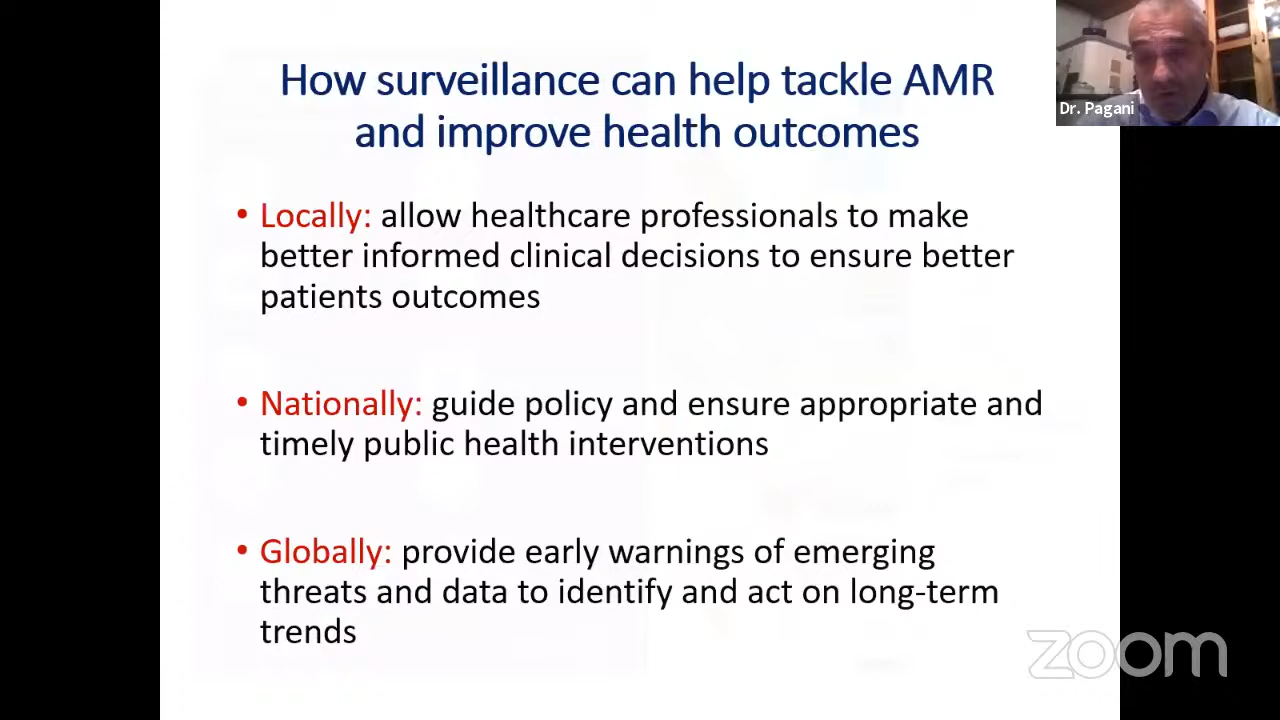 How surveillance can help tackle AMR
and improve health outcomes
• Locally: allow healthcare professionals to make
better informed clinical decisions to ensure better
patients outcomes
• Nationally: guide policy and ensure appropriate and
timely public health interventions
• Globally: provide early warnings of emerging
threats and data to identify and act on long-term
trends
Dr. Pagani
zoom